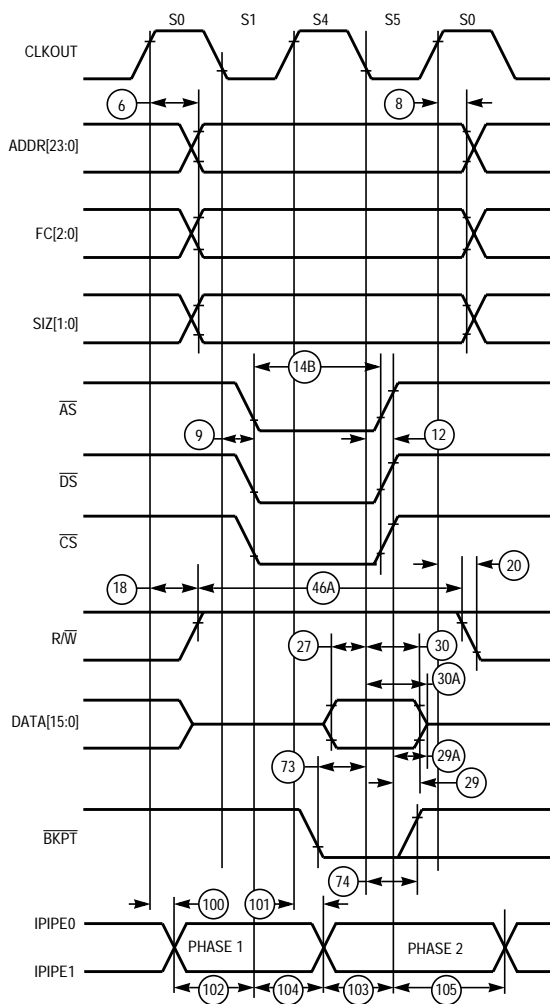 S0 S1 S4 S5 S0
CLKOUT
6 8
ADDR[23:0]
FC[2:0]
SIZ[1:0]
14B
AS
9 12
DS
CS
18 46A 20
R/W
27 30
30A
DATA[15:0]
29A
73 29
BKPT
74
100 101
IPIPE0
PHASE 1 PHASE 2
IPIPE1
102 104 103 105